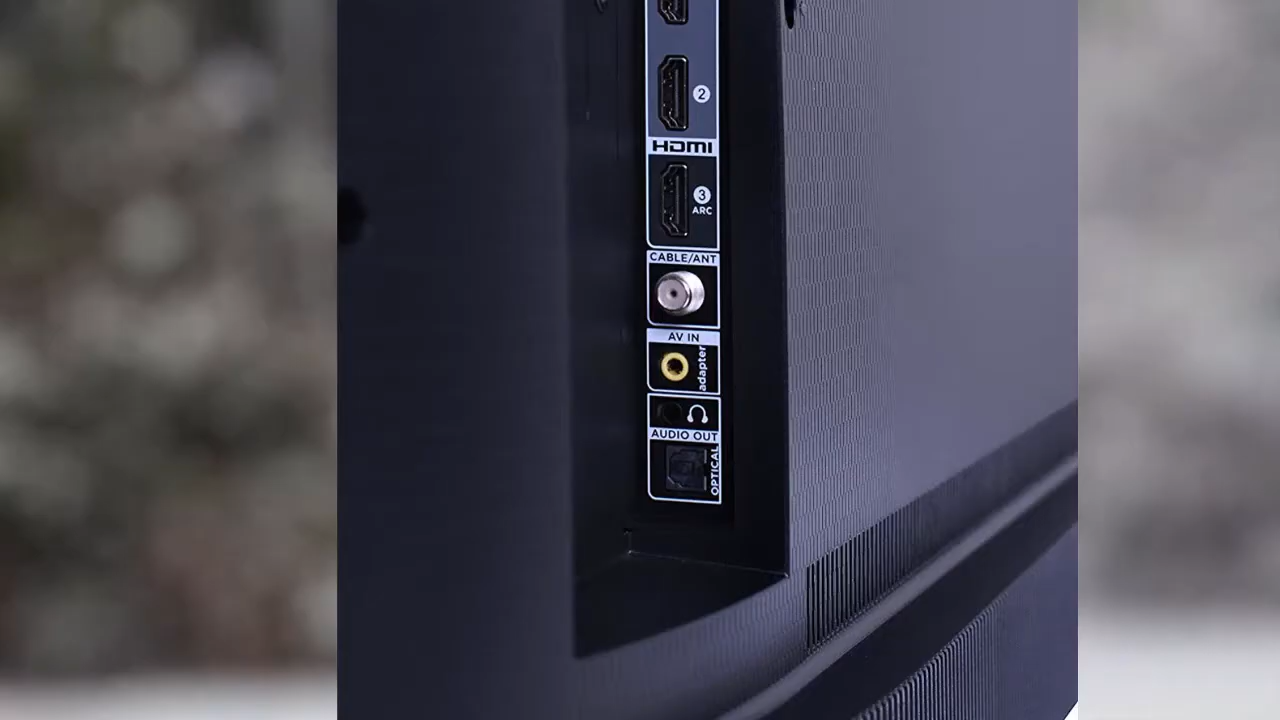 2
HDMI
3
ARC
CABLE/ANT
AV IN
adapter
AUDIO OUT
OPTICAL